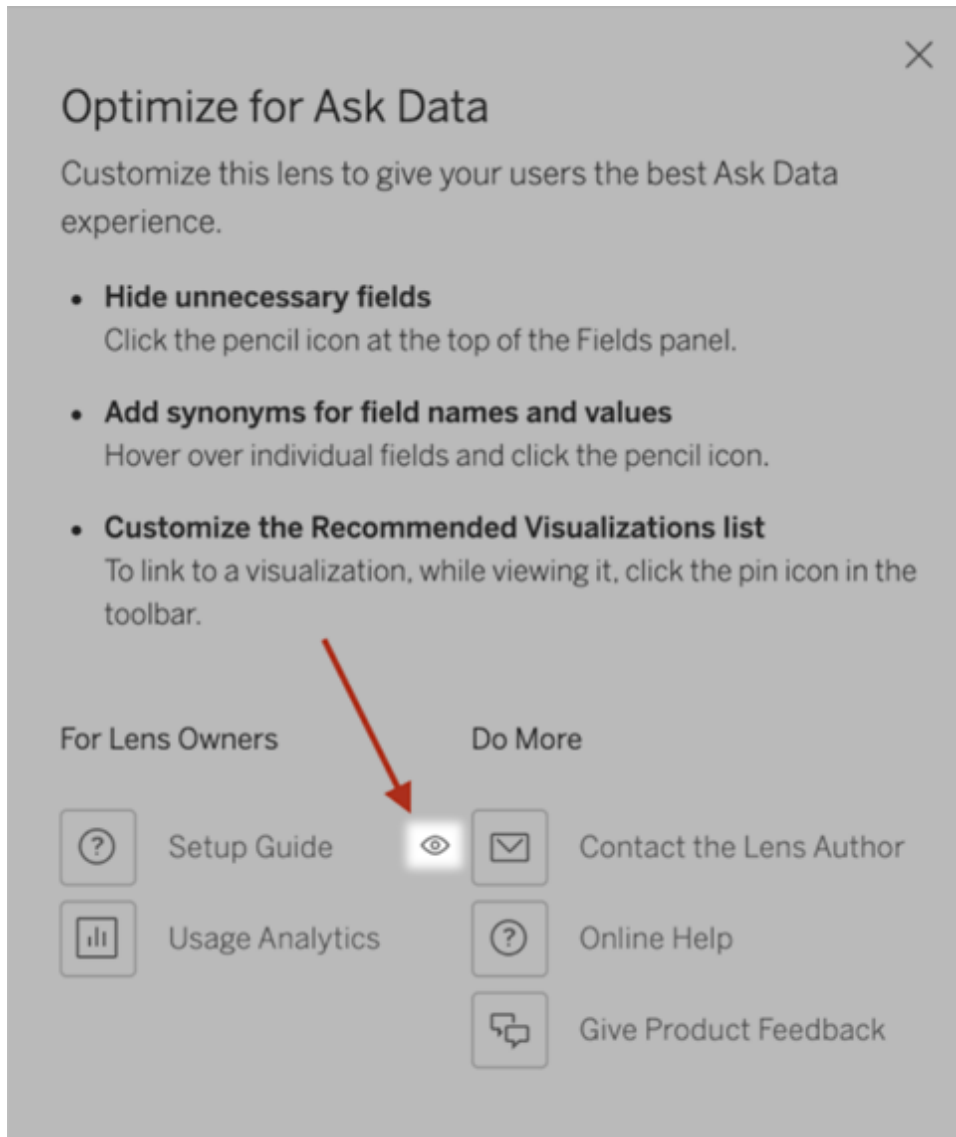 Optimize for Ask Data
Customize this lens to give your users the best Ask Data
experience.
• Hide unnecessary fields
Click the pencil icon at the top of the Fields panel.
• Add synonyms for field names and values
Hover over individual fields and click the pencil icon.
• Customize the Recommended Visualizations list
To link to a visualization, while viewing it, click the pin icon in the
toolbar.
For Lens Owners
Setup Guide
Usage Analytics
Do More
Contact the Lens Author
Online Help
Give Product Feedback